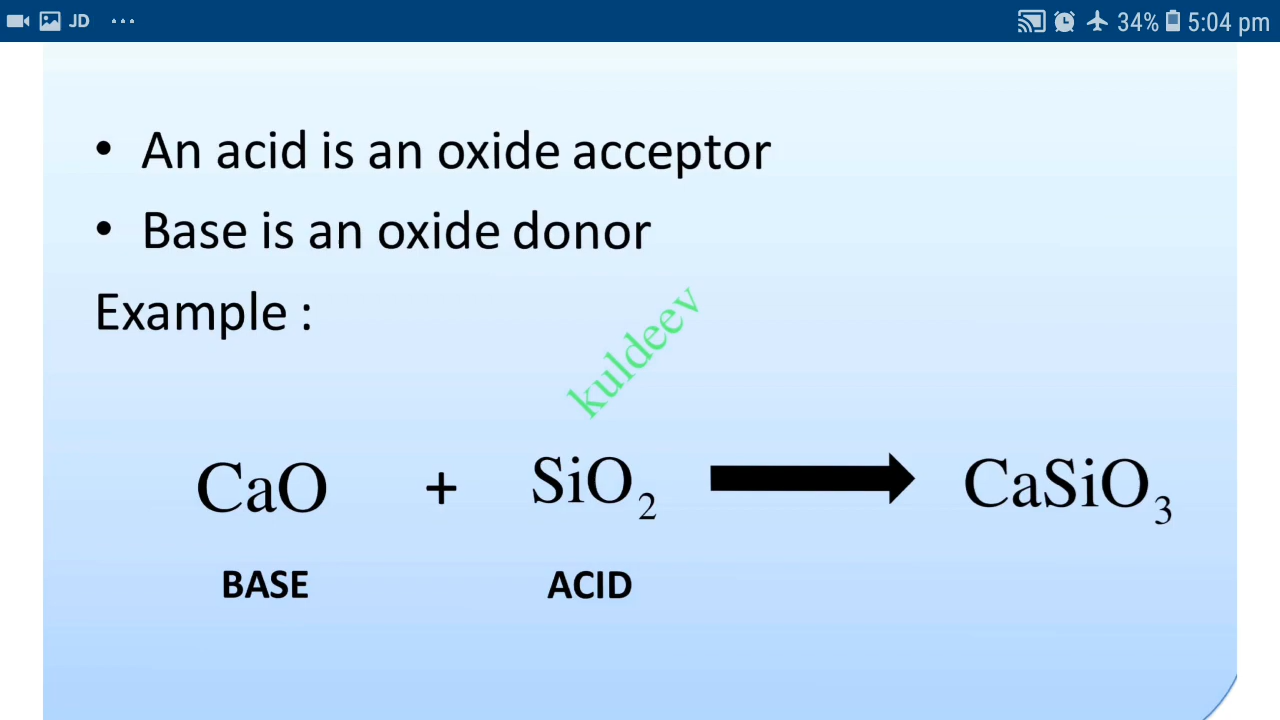 JD ...
34% 5:04 pm
• An acid is an oxide acceptor
• Base is an oxide donor
Example :
kuldeev
CaO + SiO₂ → CaSiO₃
BASE ACID